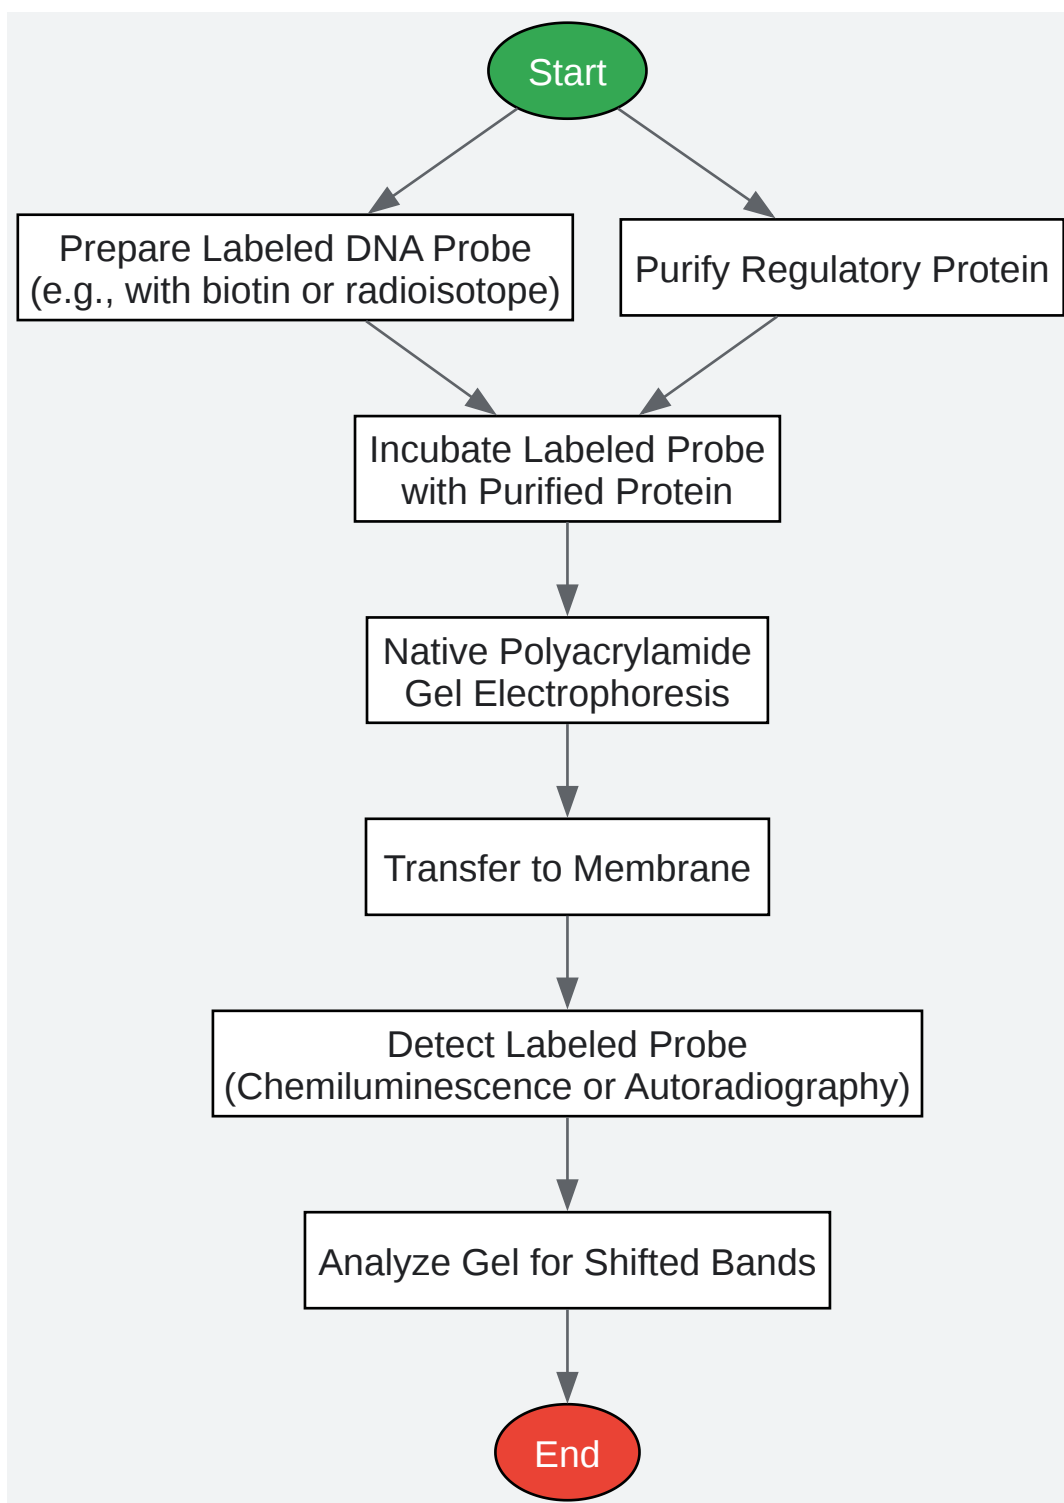 Start
Prepare Labeled DNA Probe
(e.g., with biotin or radioisotope)
Purify Regulatory Protein
Incubate Labeled Probe
with Purified Protein
Native Polyacrylamide
Gel Electrophoresis
Transfer to Membrane
Detect Labeled Probe
(Chemiluminescence or Autoradiography)
Analyze Gel for Shifted Bands
End